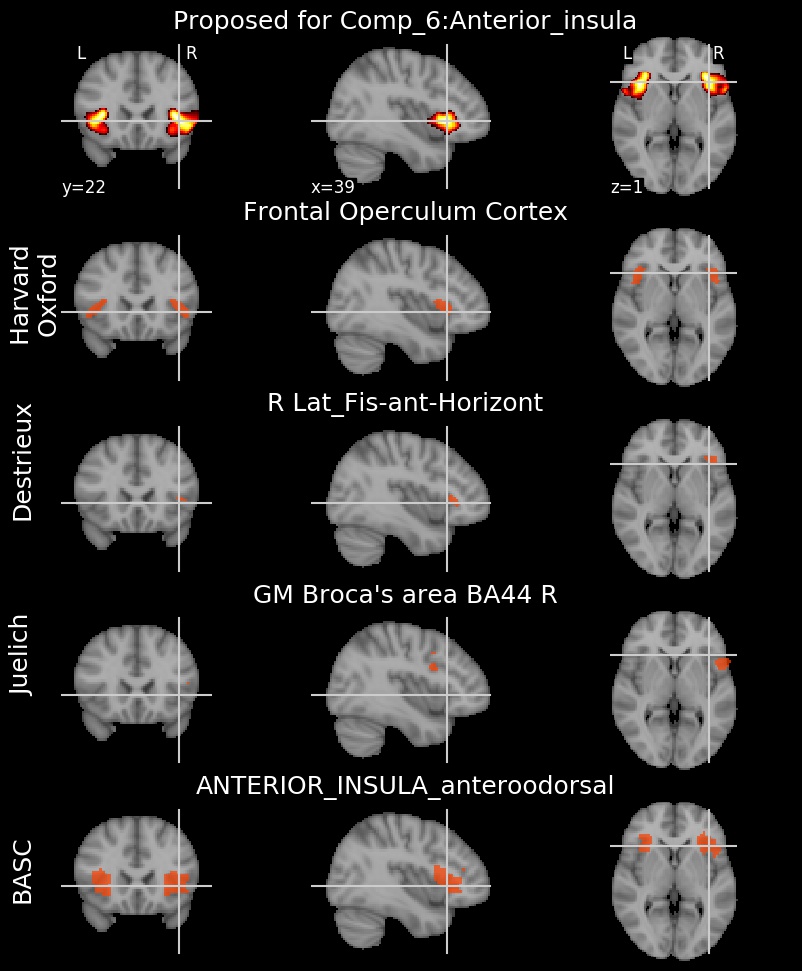 Proposed for Comp_6:Anterior_insula
L R
L R
y=22
x=39
z=1
Frontal Operculum Cortex
Harvard
Oxford
R Lat_Fis-ant-Horizont
Destrieux
GM Broca's area BA44 R
Juelich
ANTERIOR_INSULA_anteroodorsal
BASC